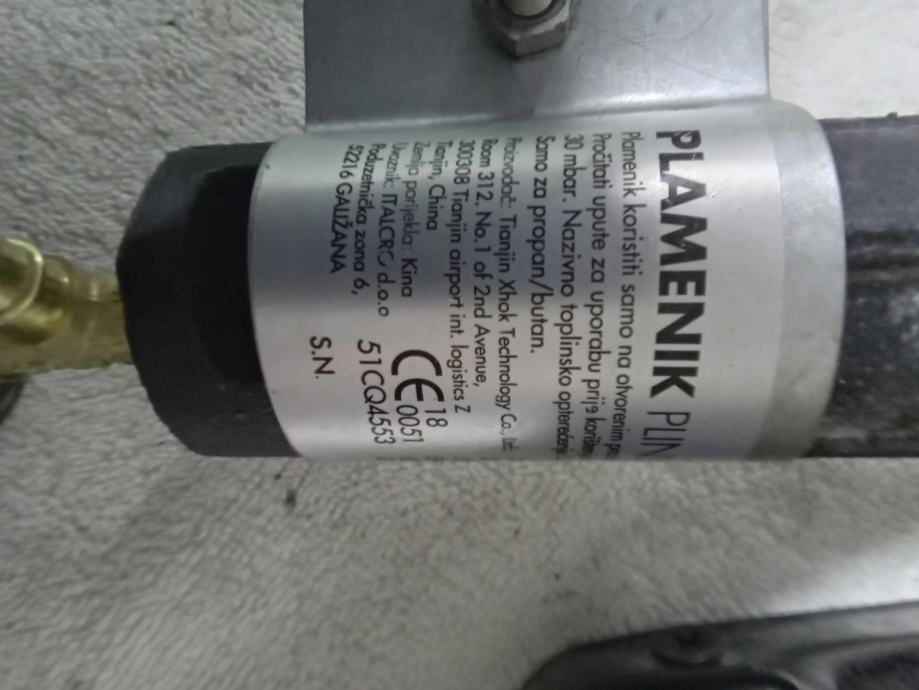 PLAMENIK PLIN
Plamenik koristiti samo na otvorenim
Pročitati upute za uporabu prije
30 mbar. Nazivno toplinsko
Samo za propan/butan.
Proizvođač: Tianjin Xhok Technology Co., Ltd.
Room 312. No.1 of 2nd Avenue,
300308 Tianjin airport int. logistics Z
Tianjin, China
Zemlja porijekla: Kina
Uvoznik: ITALCRO d.o.o
Poduzetnička zona 6,
52216 GALIŽANA
CE 18
0051
51CQ4553
S.N.